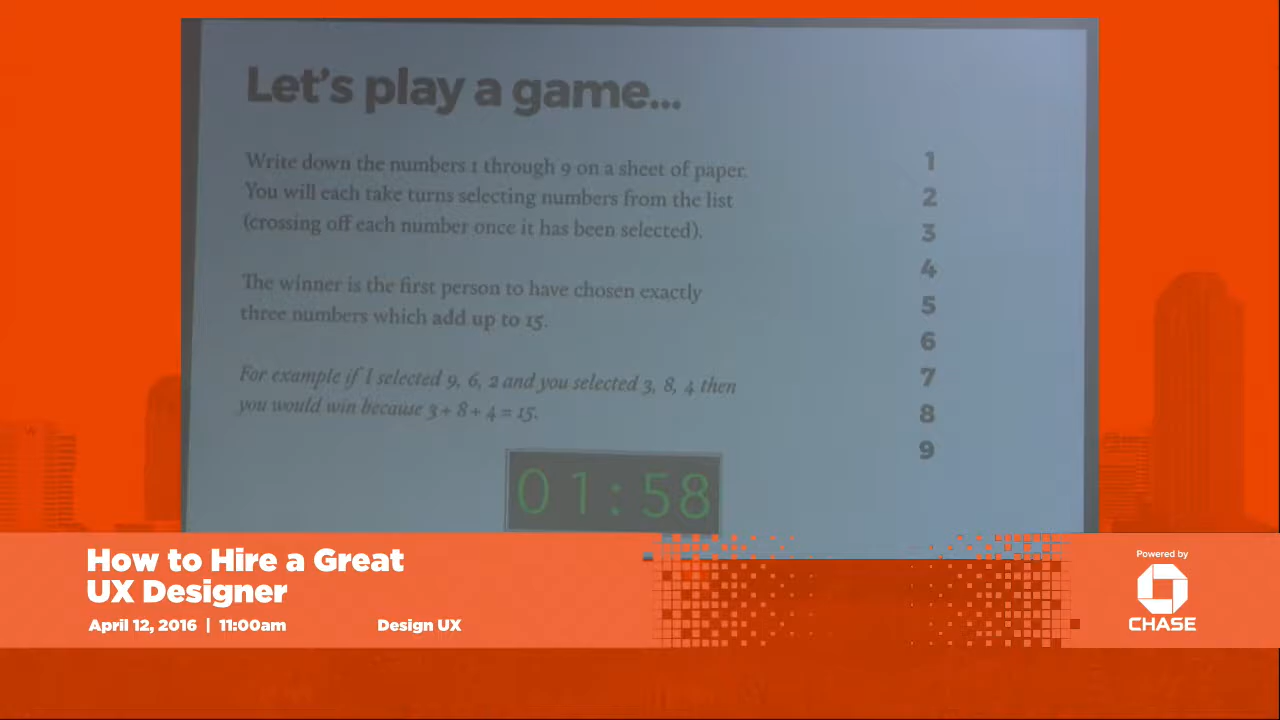 Let's play a game...
Write down the numbers 1 through 9 on a sheet of paper.
You will each take turns selecting numbers from the list
(crossing off each number once it has been selected).
The winner is the first person to have chosen exactly
three numbers which add up to 15.
For example if I selected 9, 6, 2 and you selected 3, 8, 4 then
you would win because 3 + 8 + 4 = 15.
1
2
3
4
5
6
7
8
9
01:58
How to Hire a Great
UX Designer
April 12, 2016 | 11:00am
Design UX
Powered by
CHASE